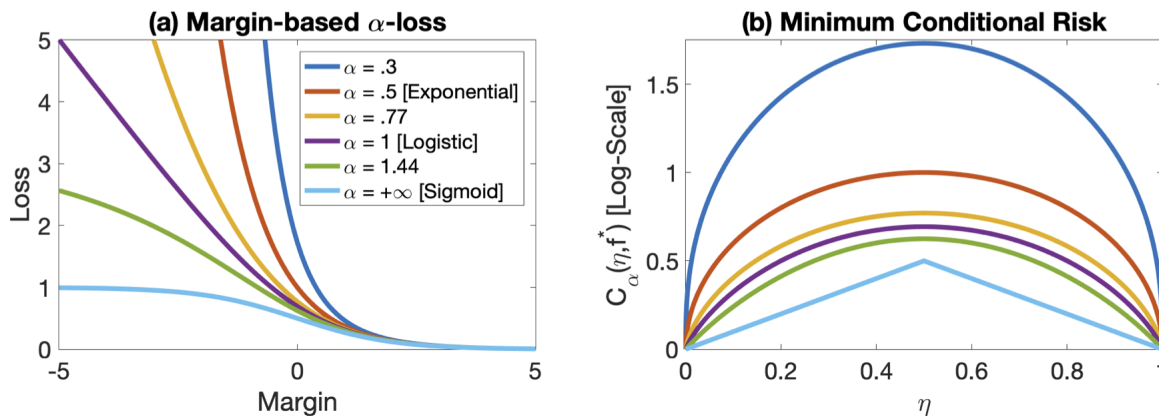 (a) Margin-based α-loss
5
4
3
2
1
0
Loss
-5
0
5
Margin
α = .3
α = .5 [Exponential]
α = .77
α = 1 [Logistic]
α = 1.44
α = +∞ [Sigmoid]
(b) Minimum Conditional Risk
1.5
1
0.5
0
C_α(η,f*) [Log-Scale]
0
0.2
0.4
0.6
0.8
1
η